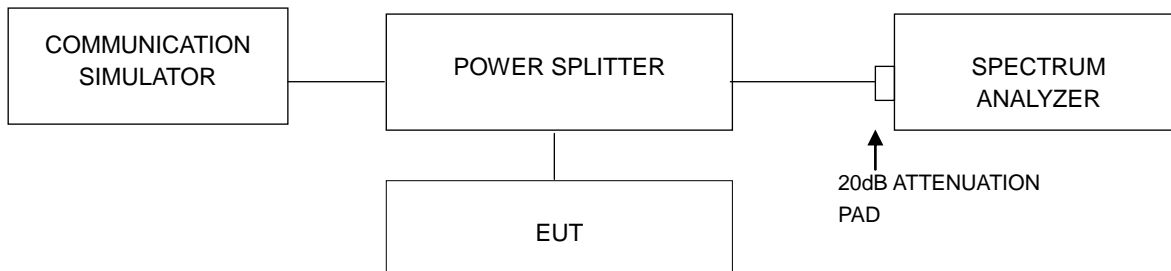 COMMUNICATION
SIMULATOR
POWER SPLITTER
SPECTRUM
ANALYZER
20dB ATTENUATION
PAD
EUT